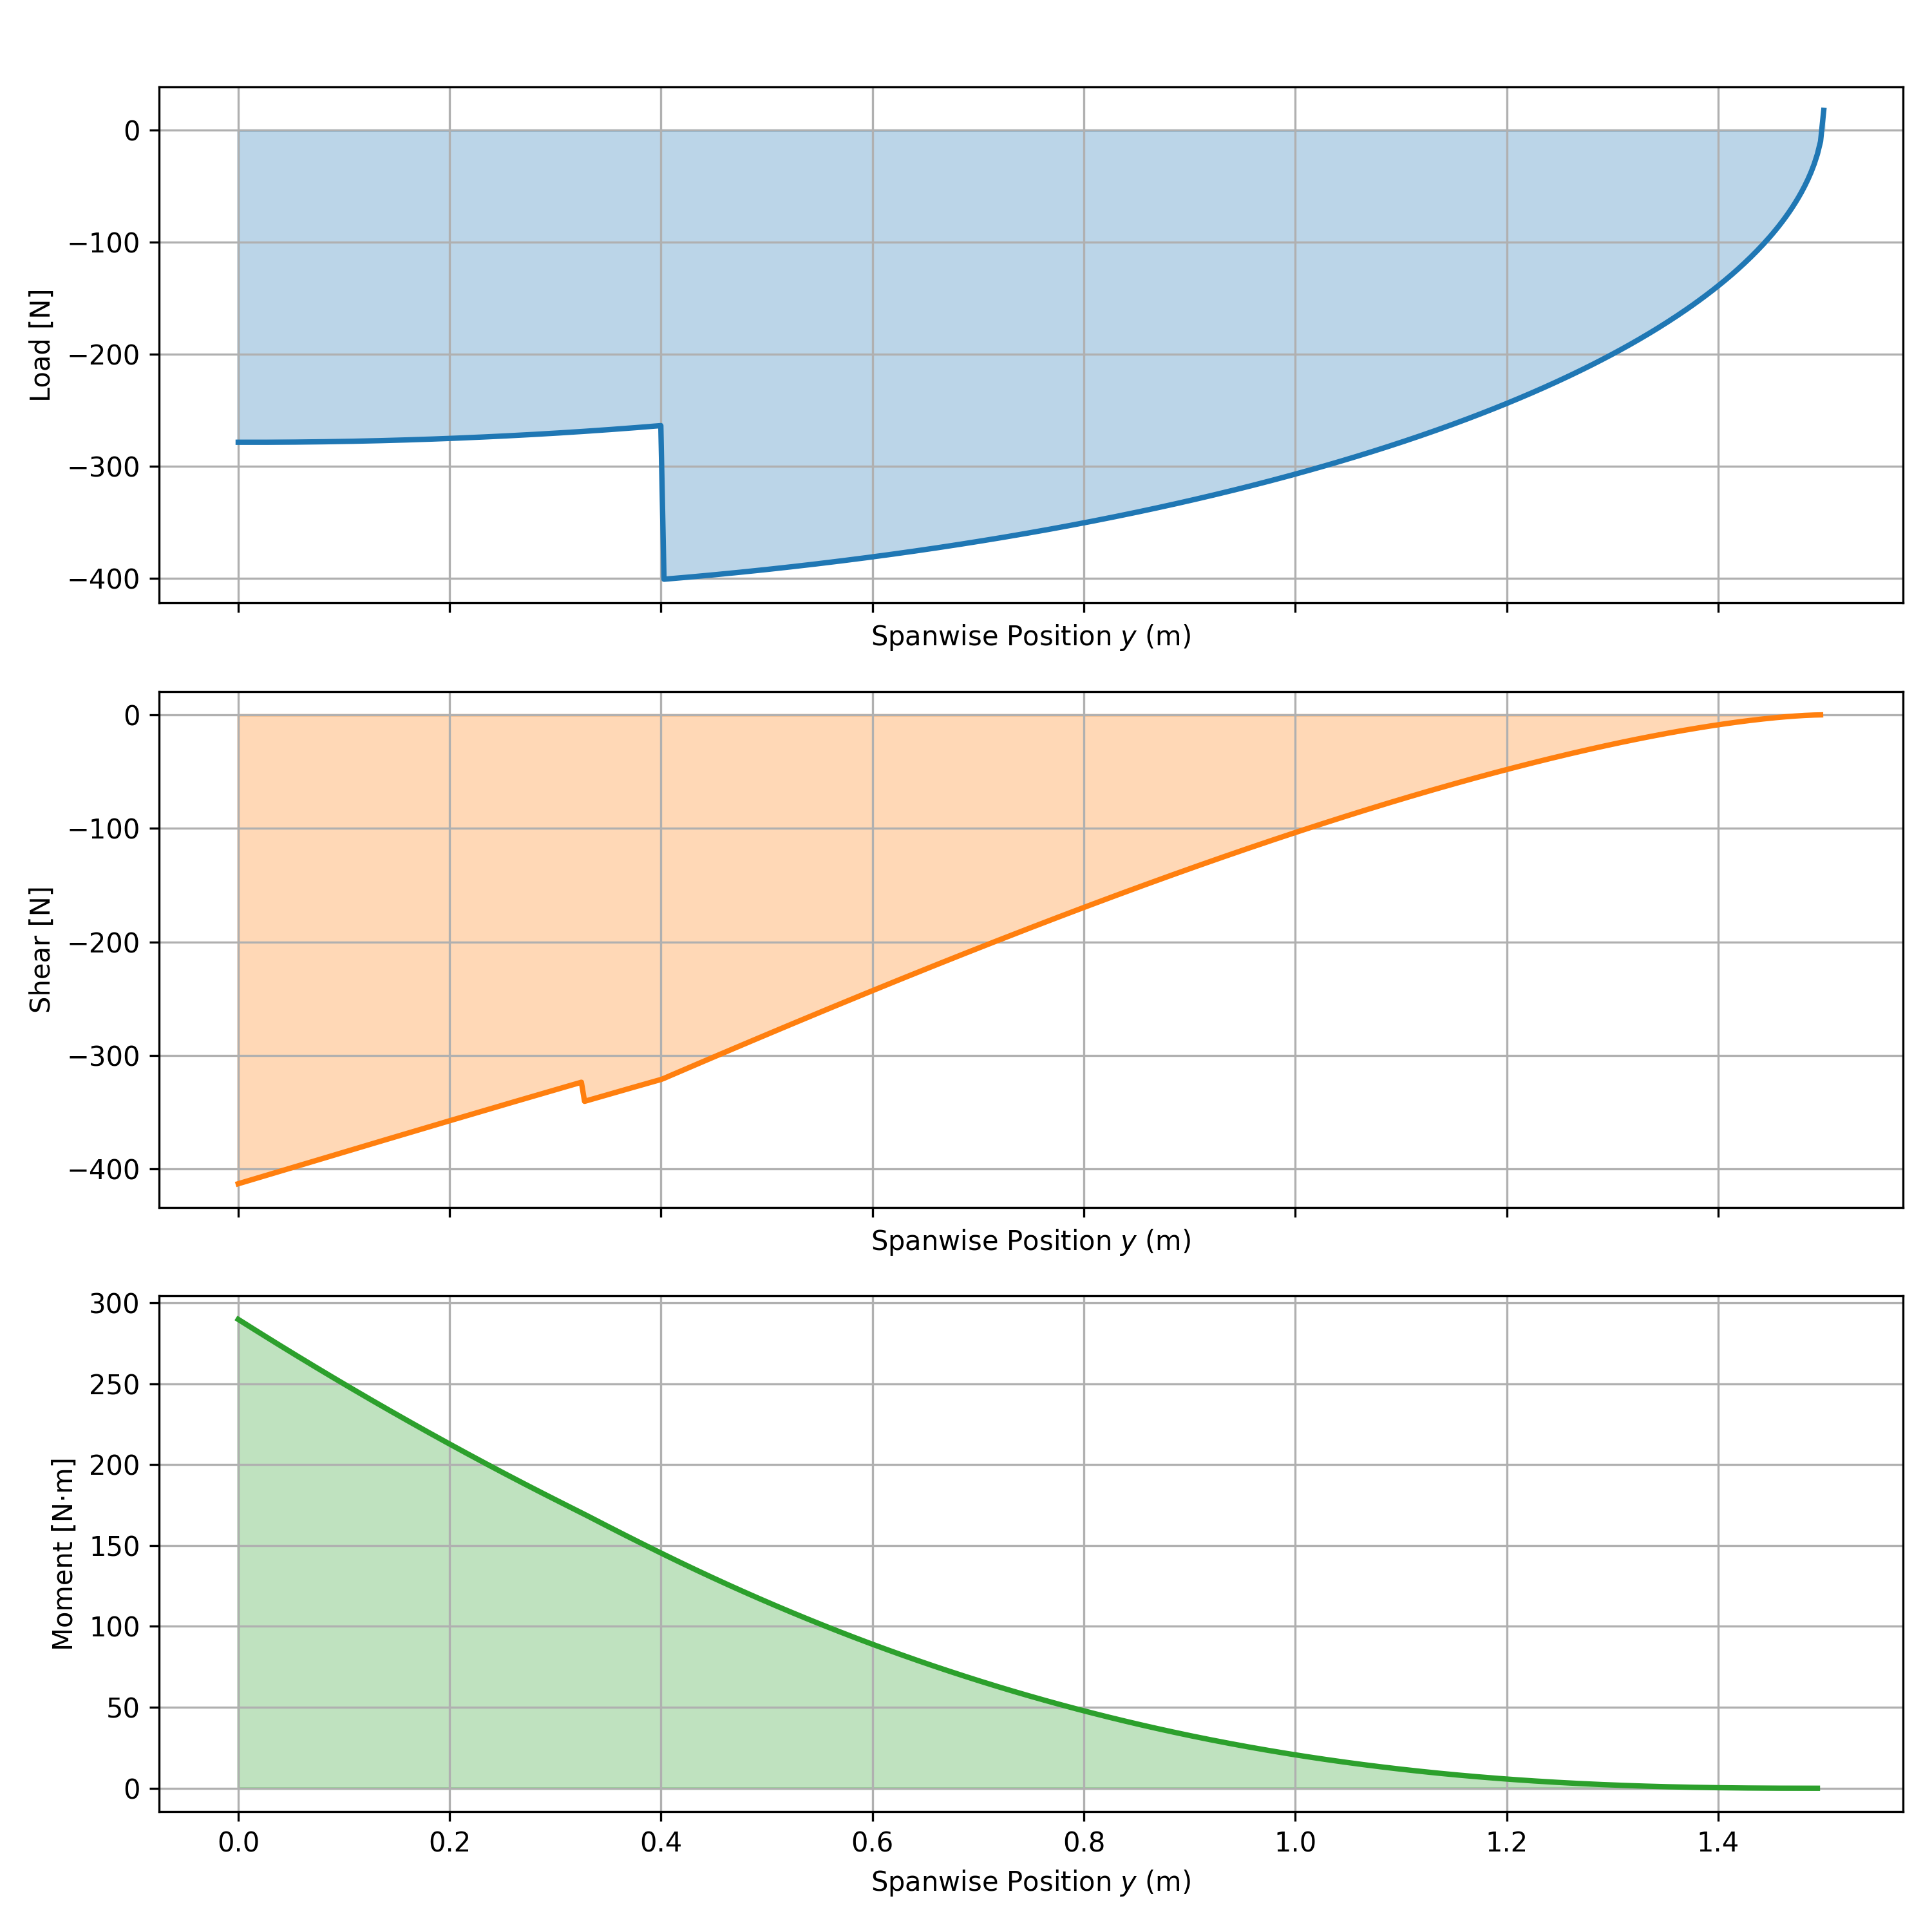 0
−100
−200
−300
−400
Load [N]
Spanwise Position y (m)
0
−100
−200
−300
−400
Shear [N]
Spanwise Position y (m)
300
250
200
150
100
50
0
Moment [N·m]
0.0 0.2 0.4 0.6 0.8 1.0 1.2 1.4
Spanwise Position y (m)